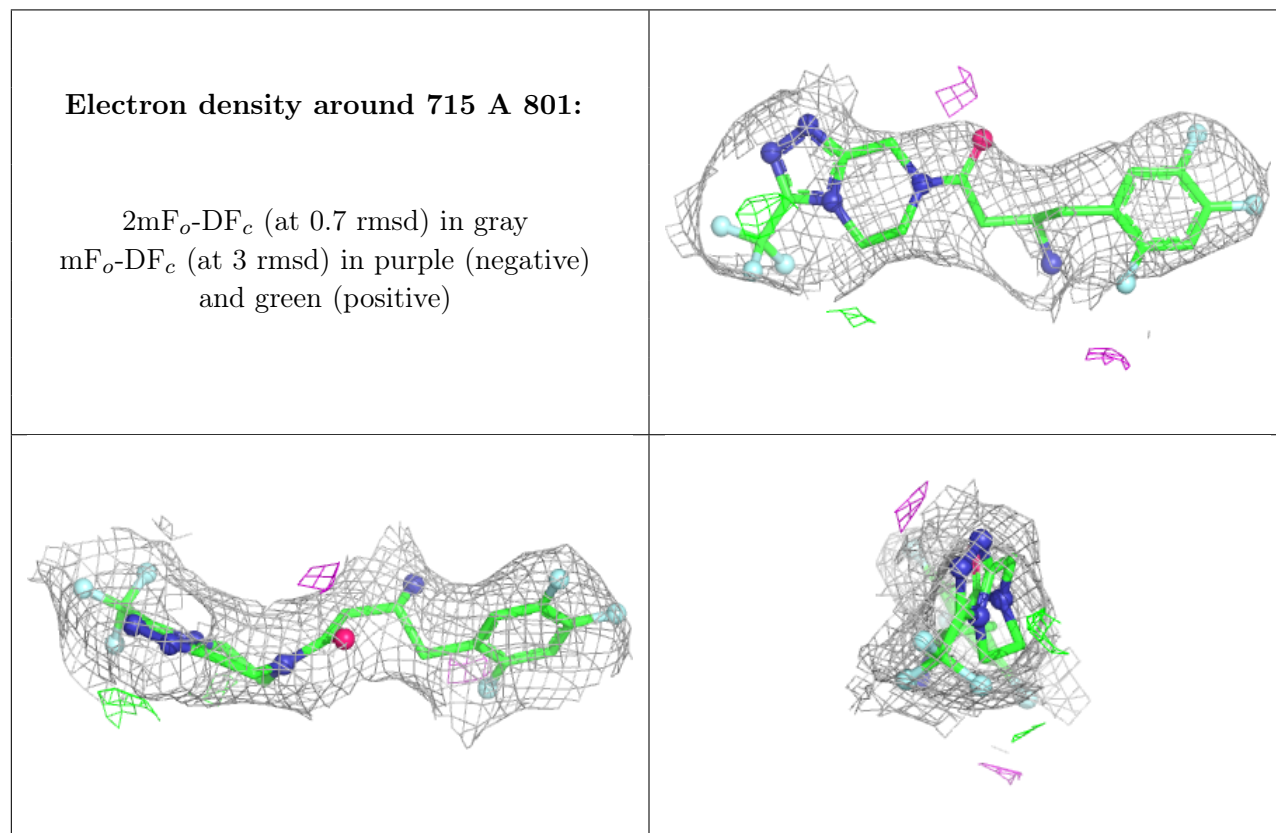 Electron density around 715 A 801:
2mFo-DFc (at 0.7 rmsd) in gray
mFo-DFc (at 3 rmsd) in purple (negative)
and green (positive)